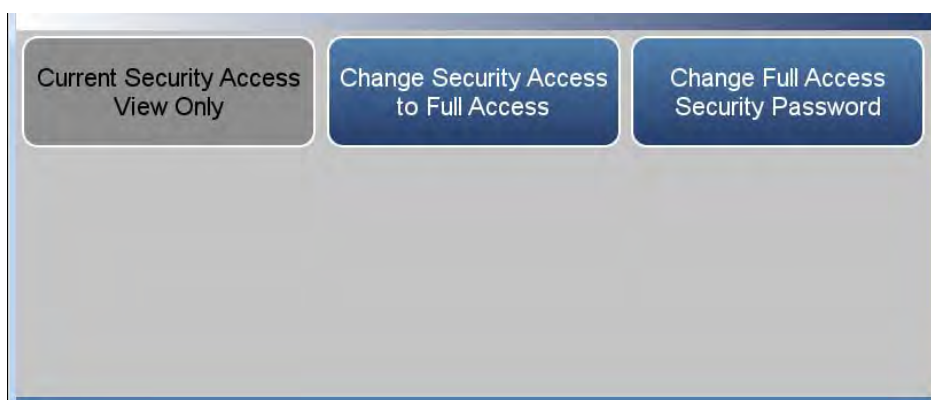 Current Security Access
View Only
Change Security Access
to Full Access
Change Full Access
Security Password